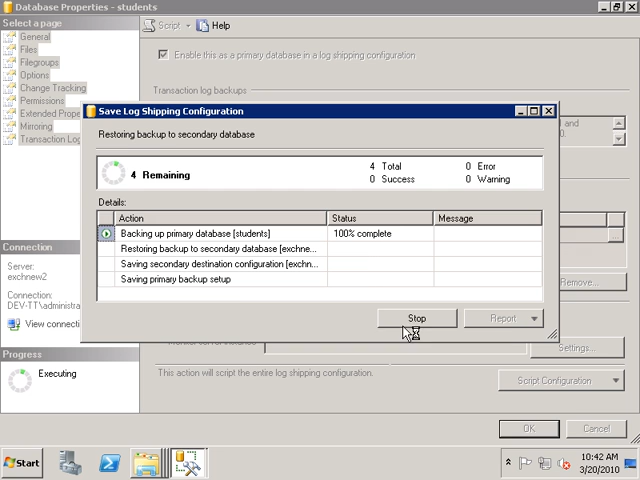 Database Properties - students
Select a page
General
Files
Filegroups
Options
Change Tracking
Permissions
Extended Prope
Mirroring
Transaction Log
Script
Help
Enable this as a primary database in a log shipping configuration
Transaction log backups
Save Log Shipping Configuration
Restoring backup to secondary database
4 Remaining
4 Total
0 Error
0 Success
0 Warning
Details:
Action
Status
Message
Backing up primary database [students]
100% complete
Restoring backup to secondary database [exchne...
Saving secondary destination configuration [exchn...
Saving primary backup setup
Stop
Report
and
0.
...
Remove...
Connection
Server:
exchnew2
Connection:
DEV-TT\administra
View connecti
Progress
Executing
Settings...
This action will script the entire log shipping configuration.
Script Configuration
OK
Cancel
Start
10:42 AM
3/20/2010